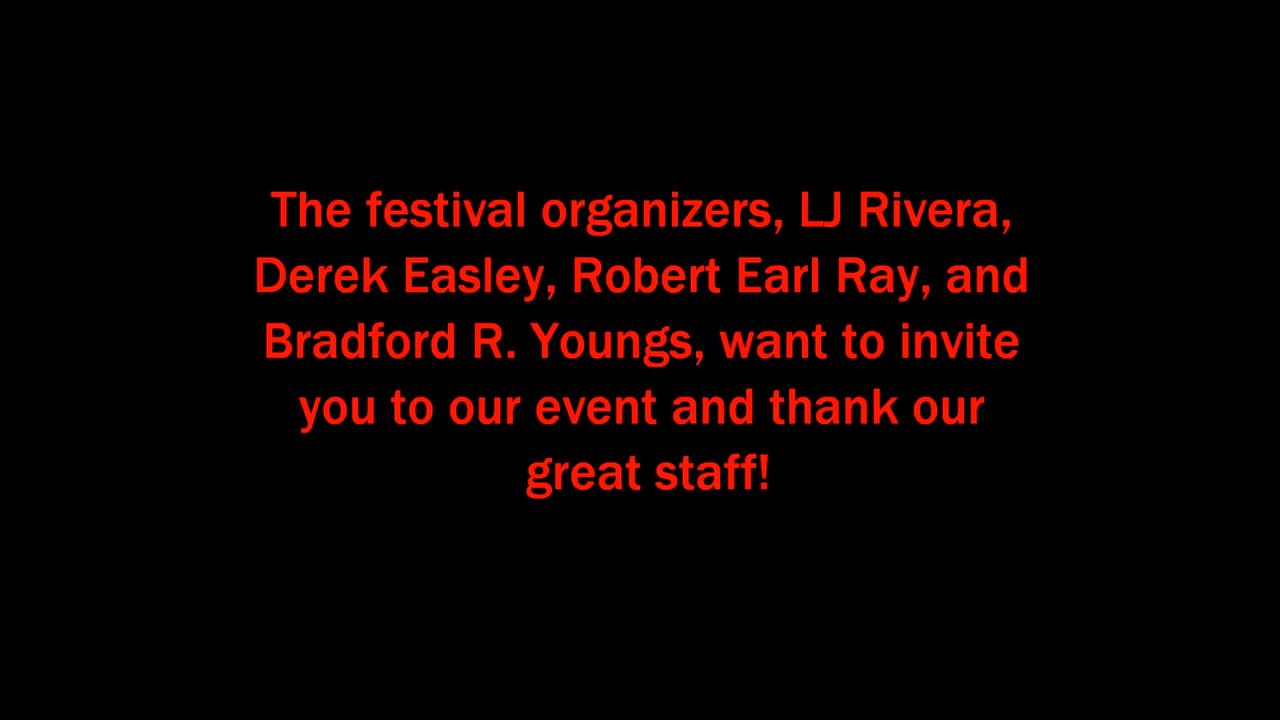 The festival organizers, LJ Rivera,
Derek Easley, Robert Earl Ray, and
Bradford R. Youngs, want to invite
you to our event and thank our
great staff!